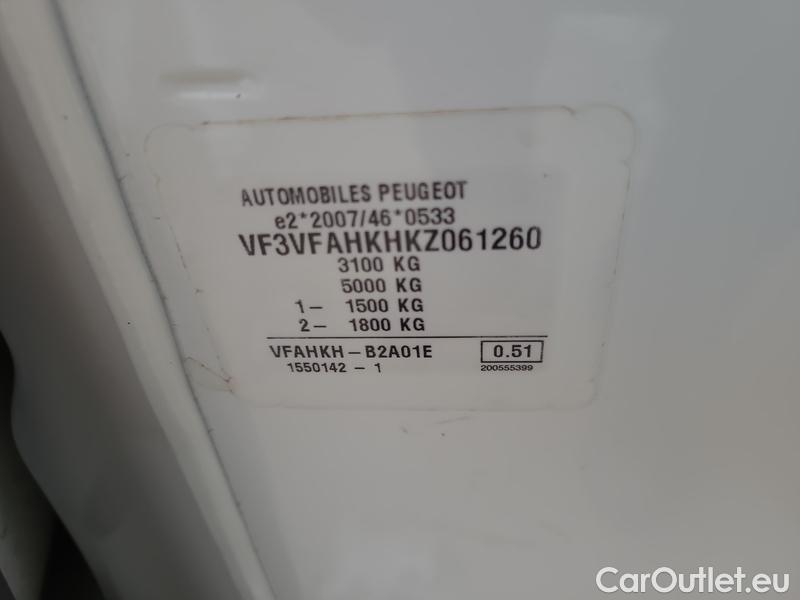 AUTOMOBILES PEUGEOT
e2*2007/46*0533
VF3VFAHKHKZ061260
3100 KG
5000 KG
1- 1500 KG
2- 1800 KG
VFAHKH-B2A01E 0.51
1550142 - 1 200555399
CarOutlet.eu